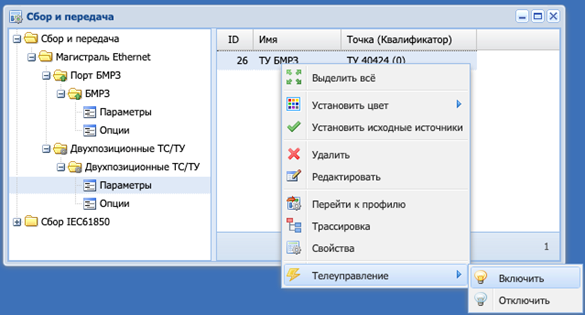 Сбор и передача
Сбор и передача
Магистраль Ethernet
Порт БМРЗ
БМРЗ
Параметры
Опции
Двухпозиционные ТС/ТУ
Двухпозиционные ТС/ТУ
Параметры
Опции
Сбор IEC61850
ID Имя Точка (Квалификатор)
26 ТУ БМРЗ ТУ 40424 (0)
Выделить всё
Установить цвет
Установить исходные источники
Удалить
Редактировать
Перейти к профилю
Трассировка
Свойства
Телеуправление
1
Включить
Отключить